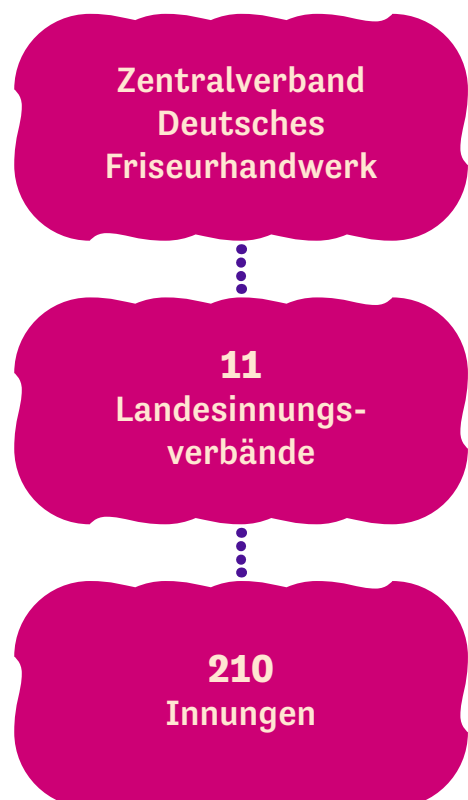 Zentralverband
Deutsches
Friseurhandwerk
11
Landesinnungs-
verbände
210
Innungen